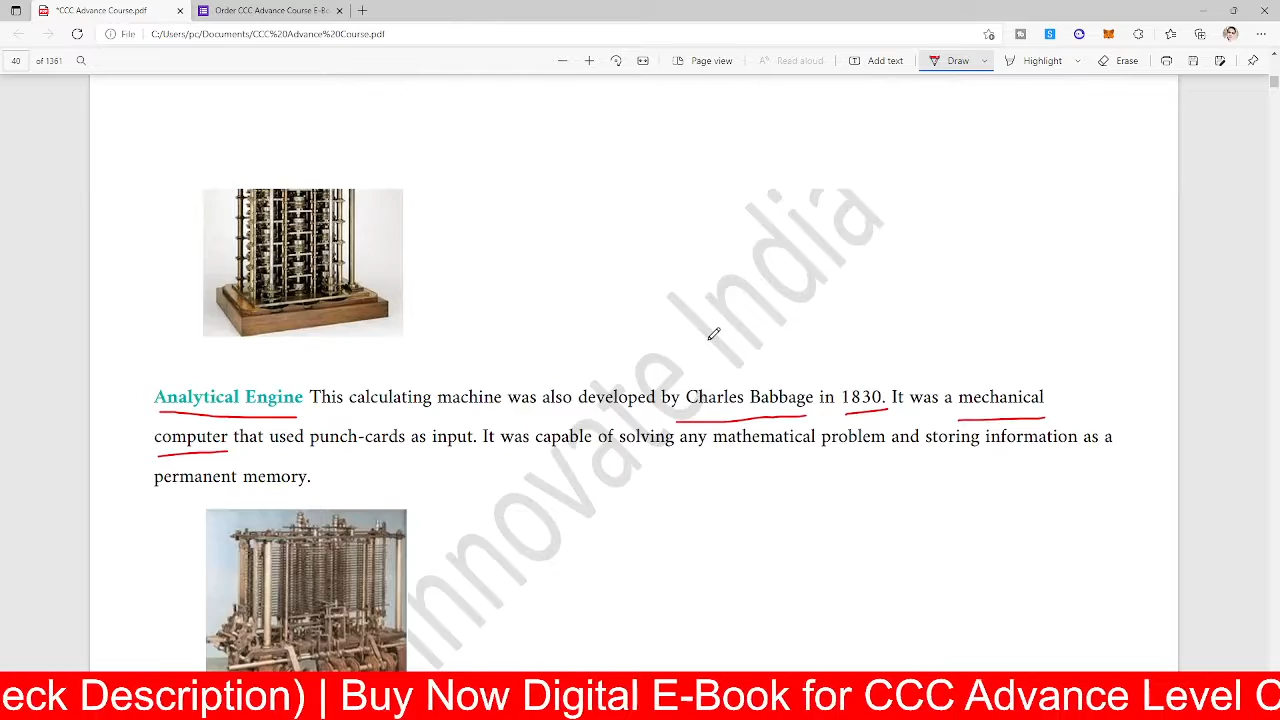 *CCC Advance Course.pdf
Order CCC Advance Course E-Bo
File
C:/Users/pc/Documents/CCC%20Advance%20Course.pdf
40 of 1361
Page view
Read aloud
Add text
Draw
Highlight
Erase
Innovate India
Analytical Engine This calculating machine was also developed by Charles Babbage in 1830. It was a mechanical
computer that used punch-cards as input. It was capable of solving any mathematical problem and storing information as a
permanent memory.
eck Description) | Buy Now Digital E-Book for CCC Advance Level C